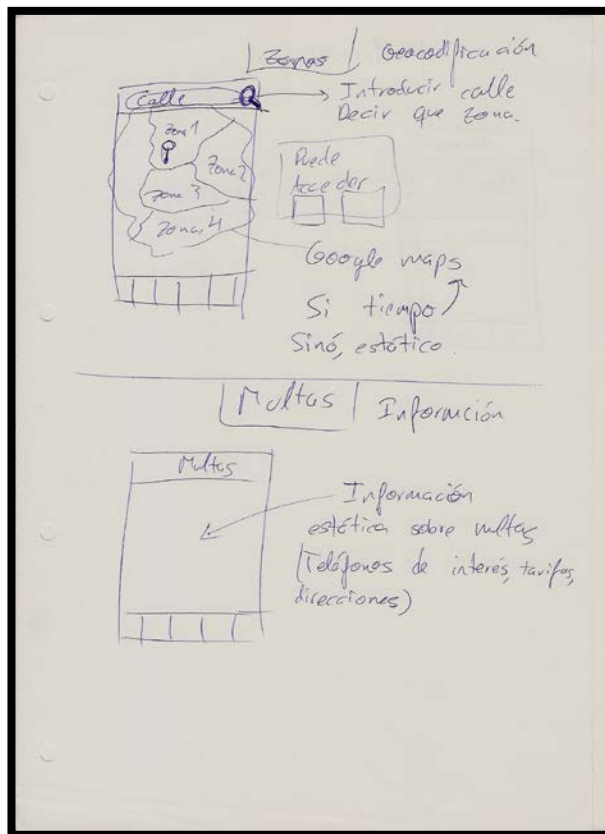 Zonas Geocodificación
Calle
Introducir calle
Decir que zona.
Zona 1
Zona 2
Zona 3
Zona 4
Puede
Acceder
Google maps
Si tiempo
Sinó, estático.
Multas Información
Multas
Información
estática sobre multas
(Teléfonos de interés, tarifas,
direcciones)